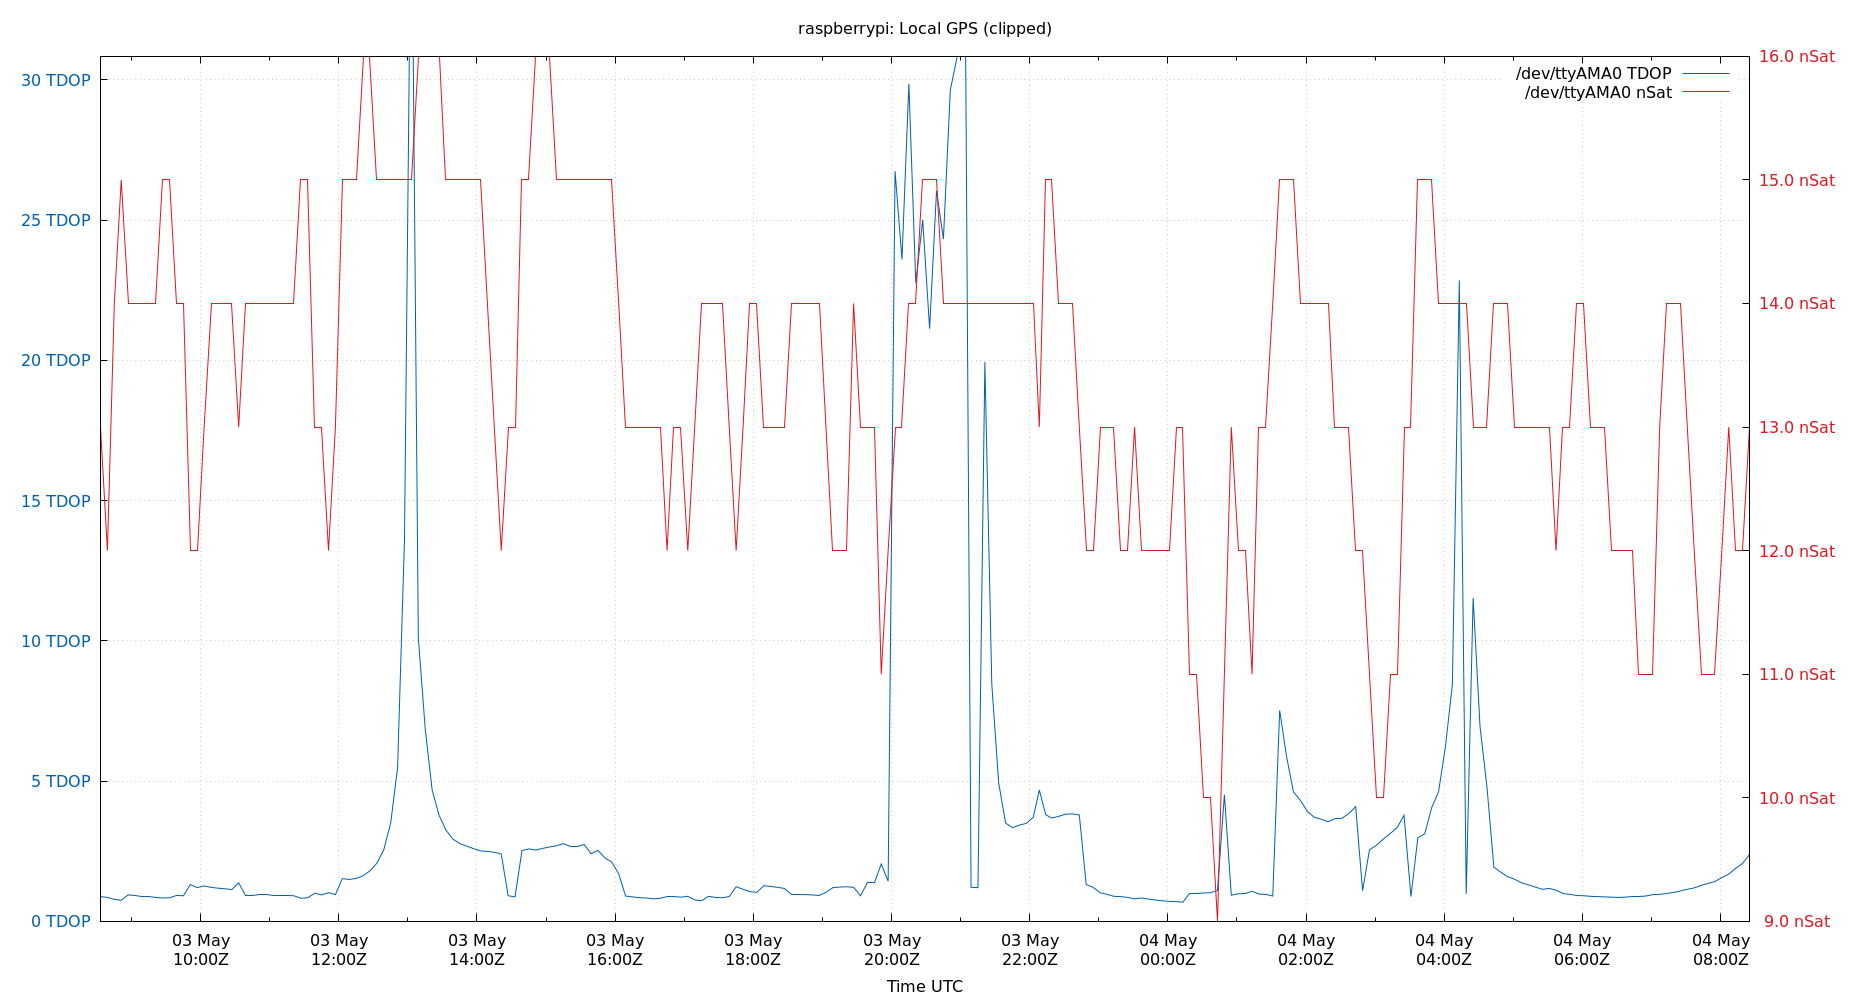 raspberrypi: Local GPS (clipped)
/dev/ttyAMA0 TDOP
/dev/ttyAMA0 nSat
30 TDOP
25 TDOP
20 TDOP
15 TDOP
10 TDOP
5 TDOP
0 TDOP
16.0 nSat
15.0 nSat
14.0 nSat
13.0 nSat
12.0 nSat
11.0 nSat
10.0 nSat
9.0 nSat
03 May
10:00Z
03 May
12:00Z
03 May
14:00Z
03 May
16:00Z
03 May
18:00Z
03 May
20:00Z
03 May
22:00Z
04 May
00:00Z
04 May
02:00Z
04 May
04:00Z
04 May
06:00Z
04 May
08:00Z
Time UTC